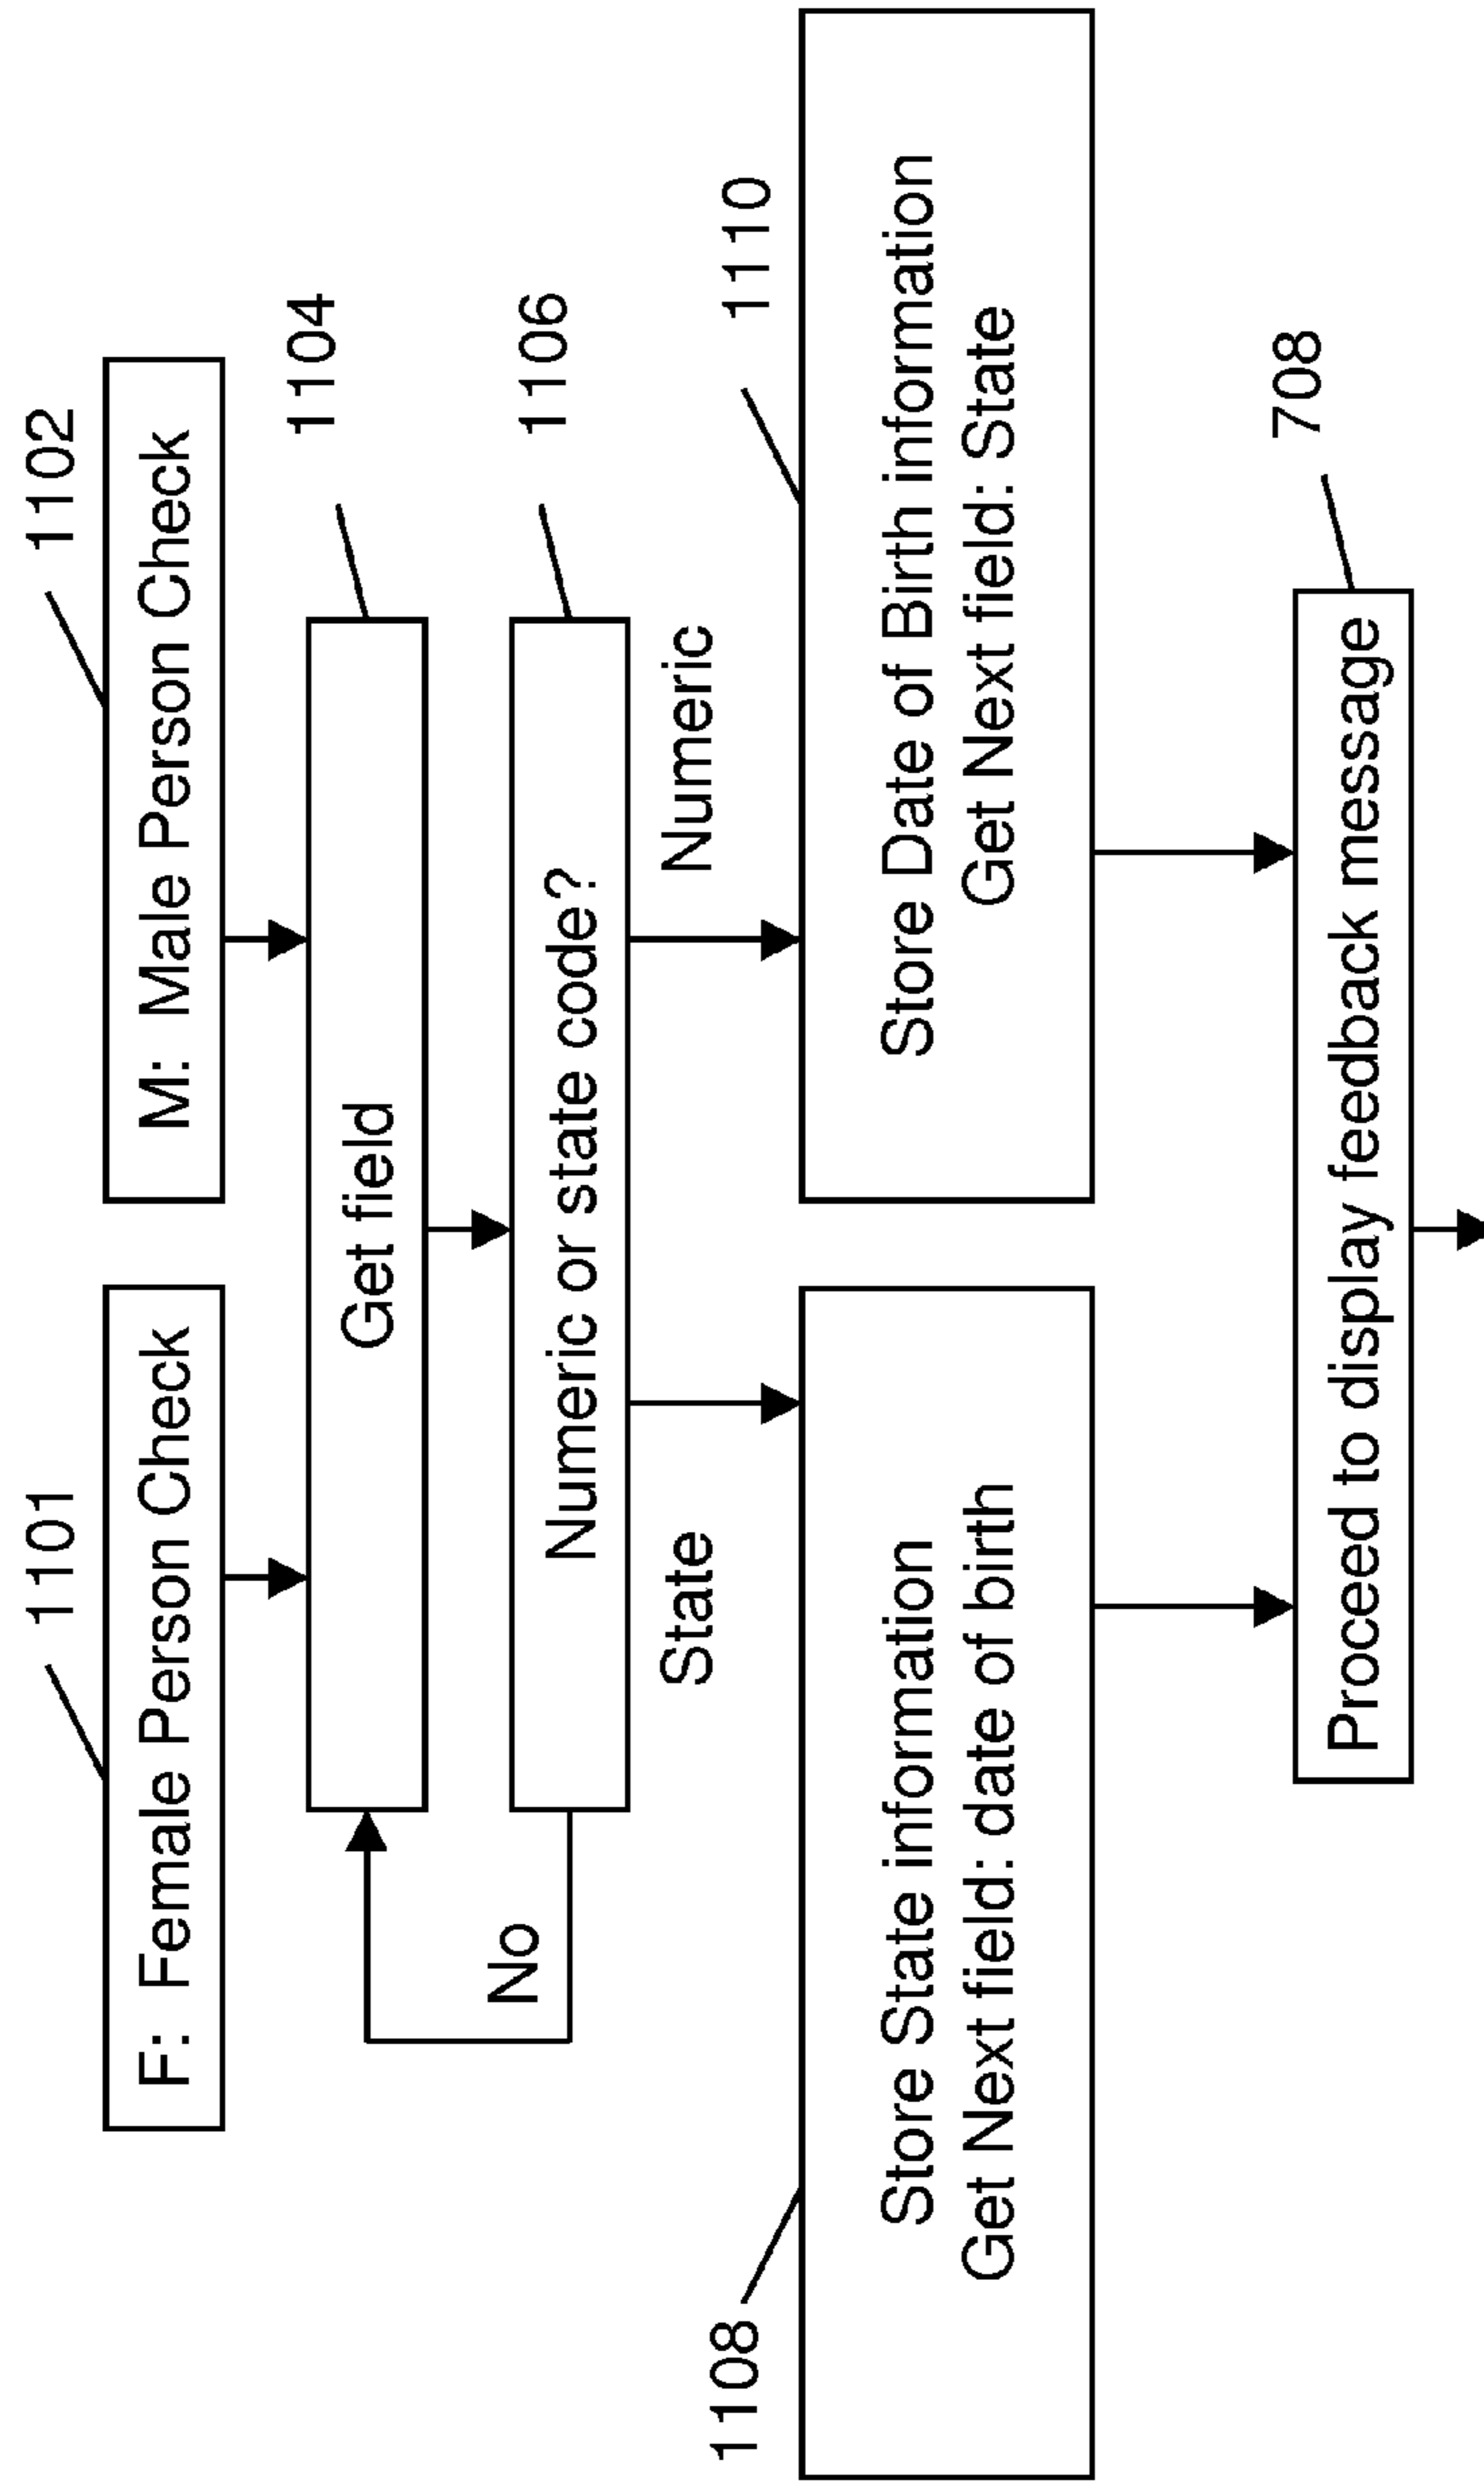 1101
1102
F: Female Person Check
M: Male Person Check
1104
Get field
1106
No
Numeric or state code?
State
Numeric
1108
1110
Store State information
Get Next field: date of birth
Store Date of Birth information
Get Next field: State
708
Proceed to display feedback message